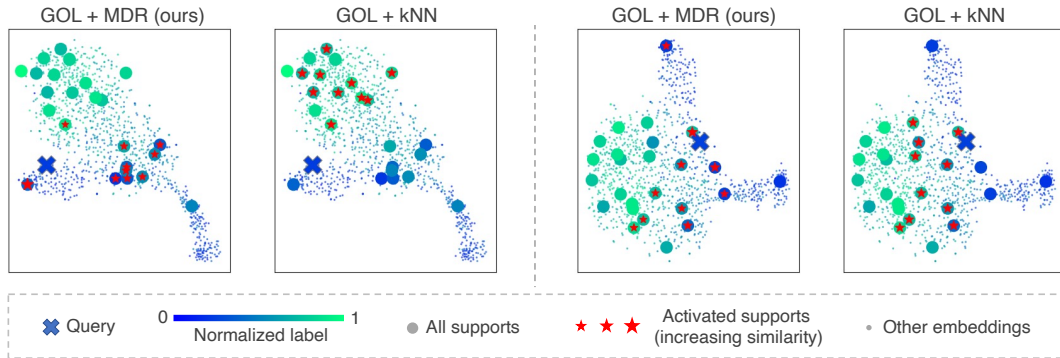 GOL + MDR (ours)
GOL + kNN
GOL + MDR (ours)
GOL + kNN
Query
0
1
Normalized label
All supports
Activated supports
(increasing similarity)
Other embeddings